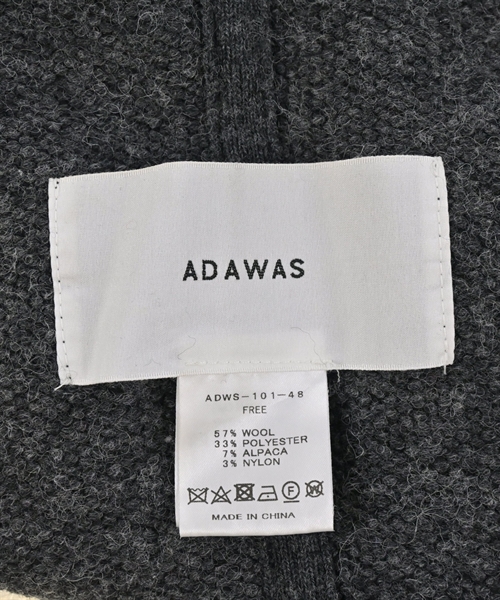 ADAWAS
ADWS-101-48
FREE
57% WOOL
33% POLYESTER
7% ALPACA
3% NYLON
F W
MADE IN CHINA